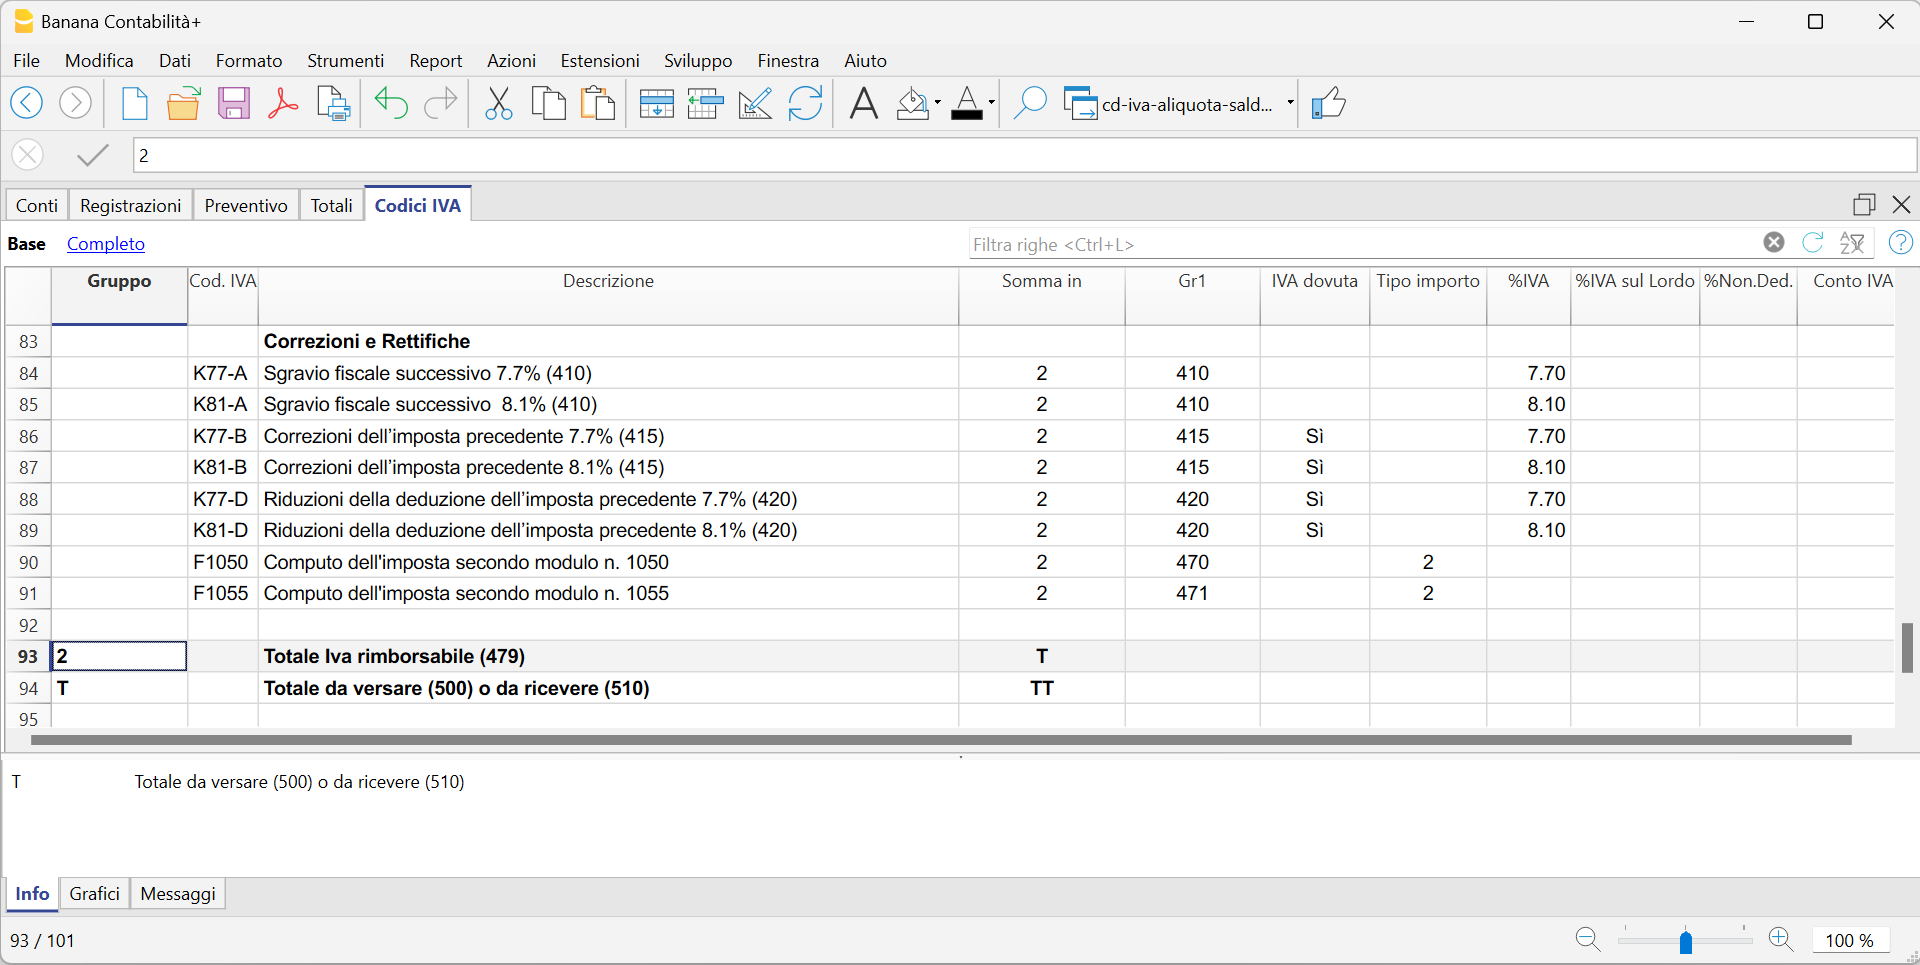 Banana Contabilità+
File Modifica Dati Formato Strumenti Report Azioni Estensioni Sviluppo Finestra Aiuto
cd-iva-aliquota-sald...
2
Conti Registrazioni Preventivo Totali Codici IVA
Base Completo Filtra righe <Ctrl+L>
Gruppo Cod. IVA Descrizione Somma in Gr1 IVA dovuta Tipo importo %IVA %IVA sul Lordo %Non.Ded. Conto IVA
83 Correzioni e Rettifiche
84 K77-A Sgravio fiscale successivo 7.7% (410) 2 410 7.70
85 K81-A Sgravio fiscale successivo 8.1% (410) 2 410 8.10
86 K77-B Correzioni dell'imposta precedente 7.7% (415) 2 415 Sì 7.70
87 K81-B Correzioni dell'imposta precedente 8.1% (415) 2 415 Sì 8.10
88 K77-D Riduzioni della deduzione dell'imposta precedente 7.7% (420) 2 420 Sì 7.70
89 K81-D Riduzioni della deduzione dell'imposta precedente 8.1% (420) 2 420 Sì 8.10
90 F1050 Computo dell'imposta secondo modulo n. 1050 2 470 2
91 F1055 Computo dell'imposta secondo modulo n. 1055 2 471 2
92
93 2 Totale Iva rimborsabile (479) T
94 T Totale da versare (500) o da ricevere (510) TT
95
T Totale da versare (500) o da ricevere (510)
Info Grafici Messaggi
93 / 101 100 %